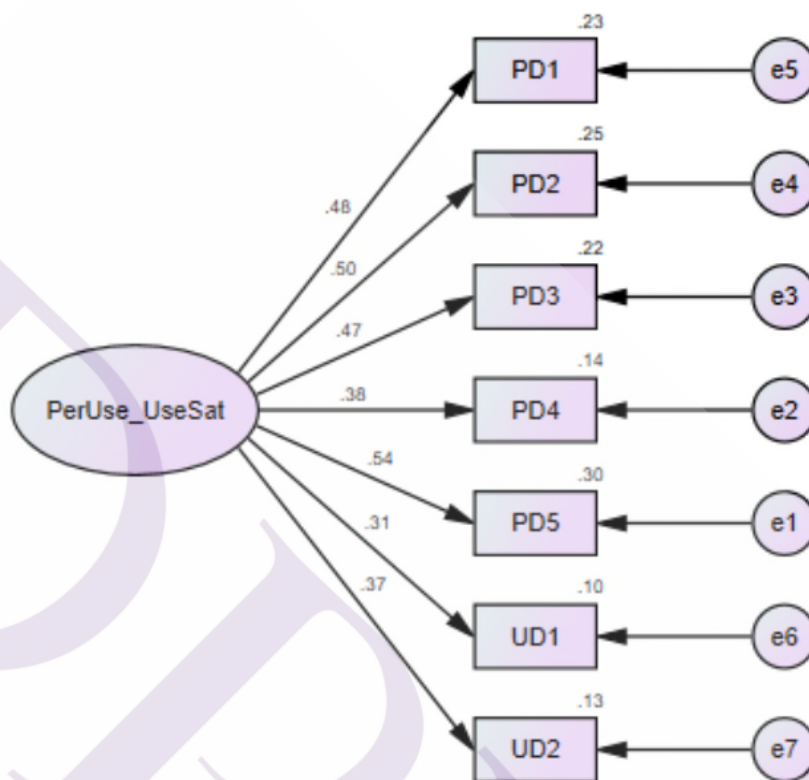 .23
PD1
e5
.25
PD2
e4
.48
.50
.22
PD3
e3
.47
.14
PerUse_UseSat
.38
PD4
e2
.54
.30
PD5
e1
.31
.10
UD1
e6
.37
.13
UD2
e7